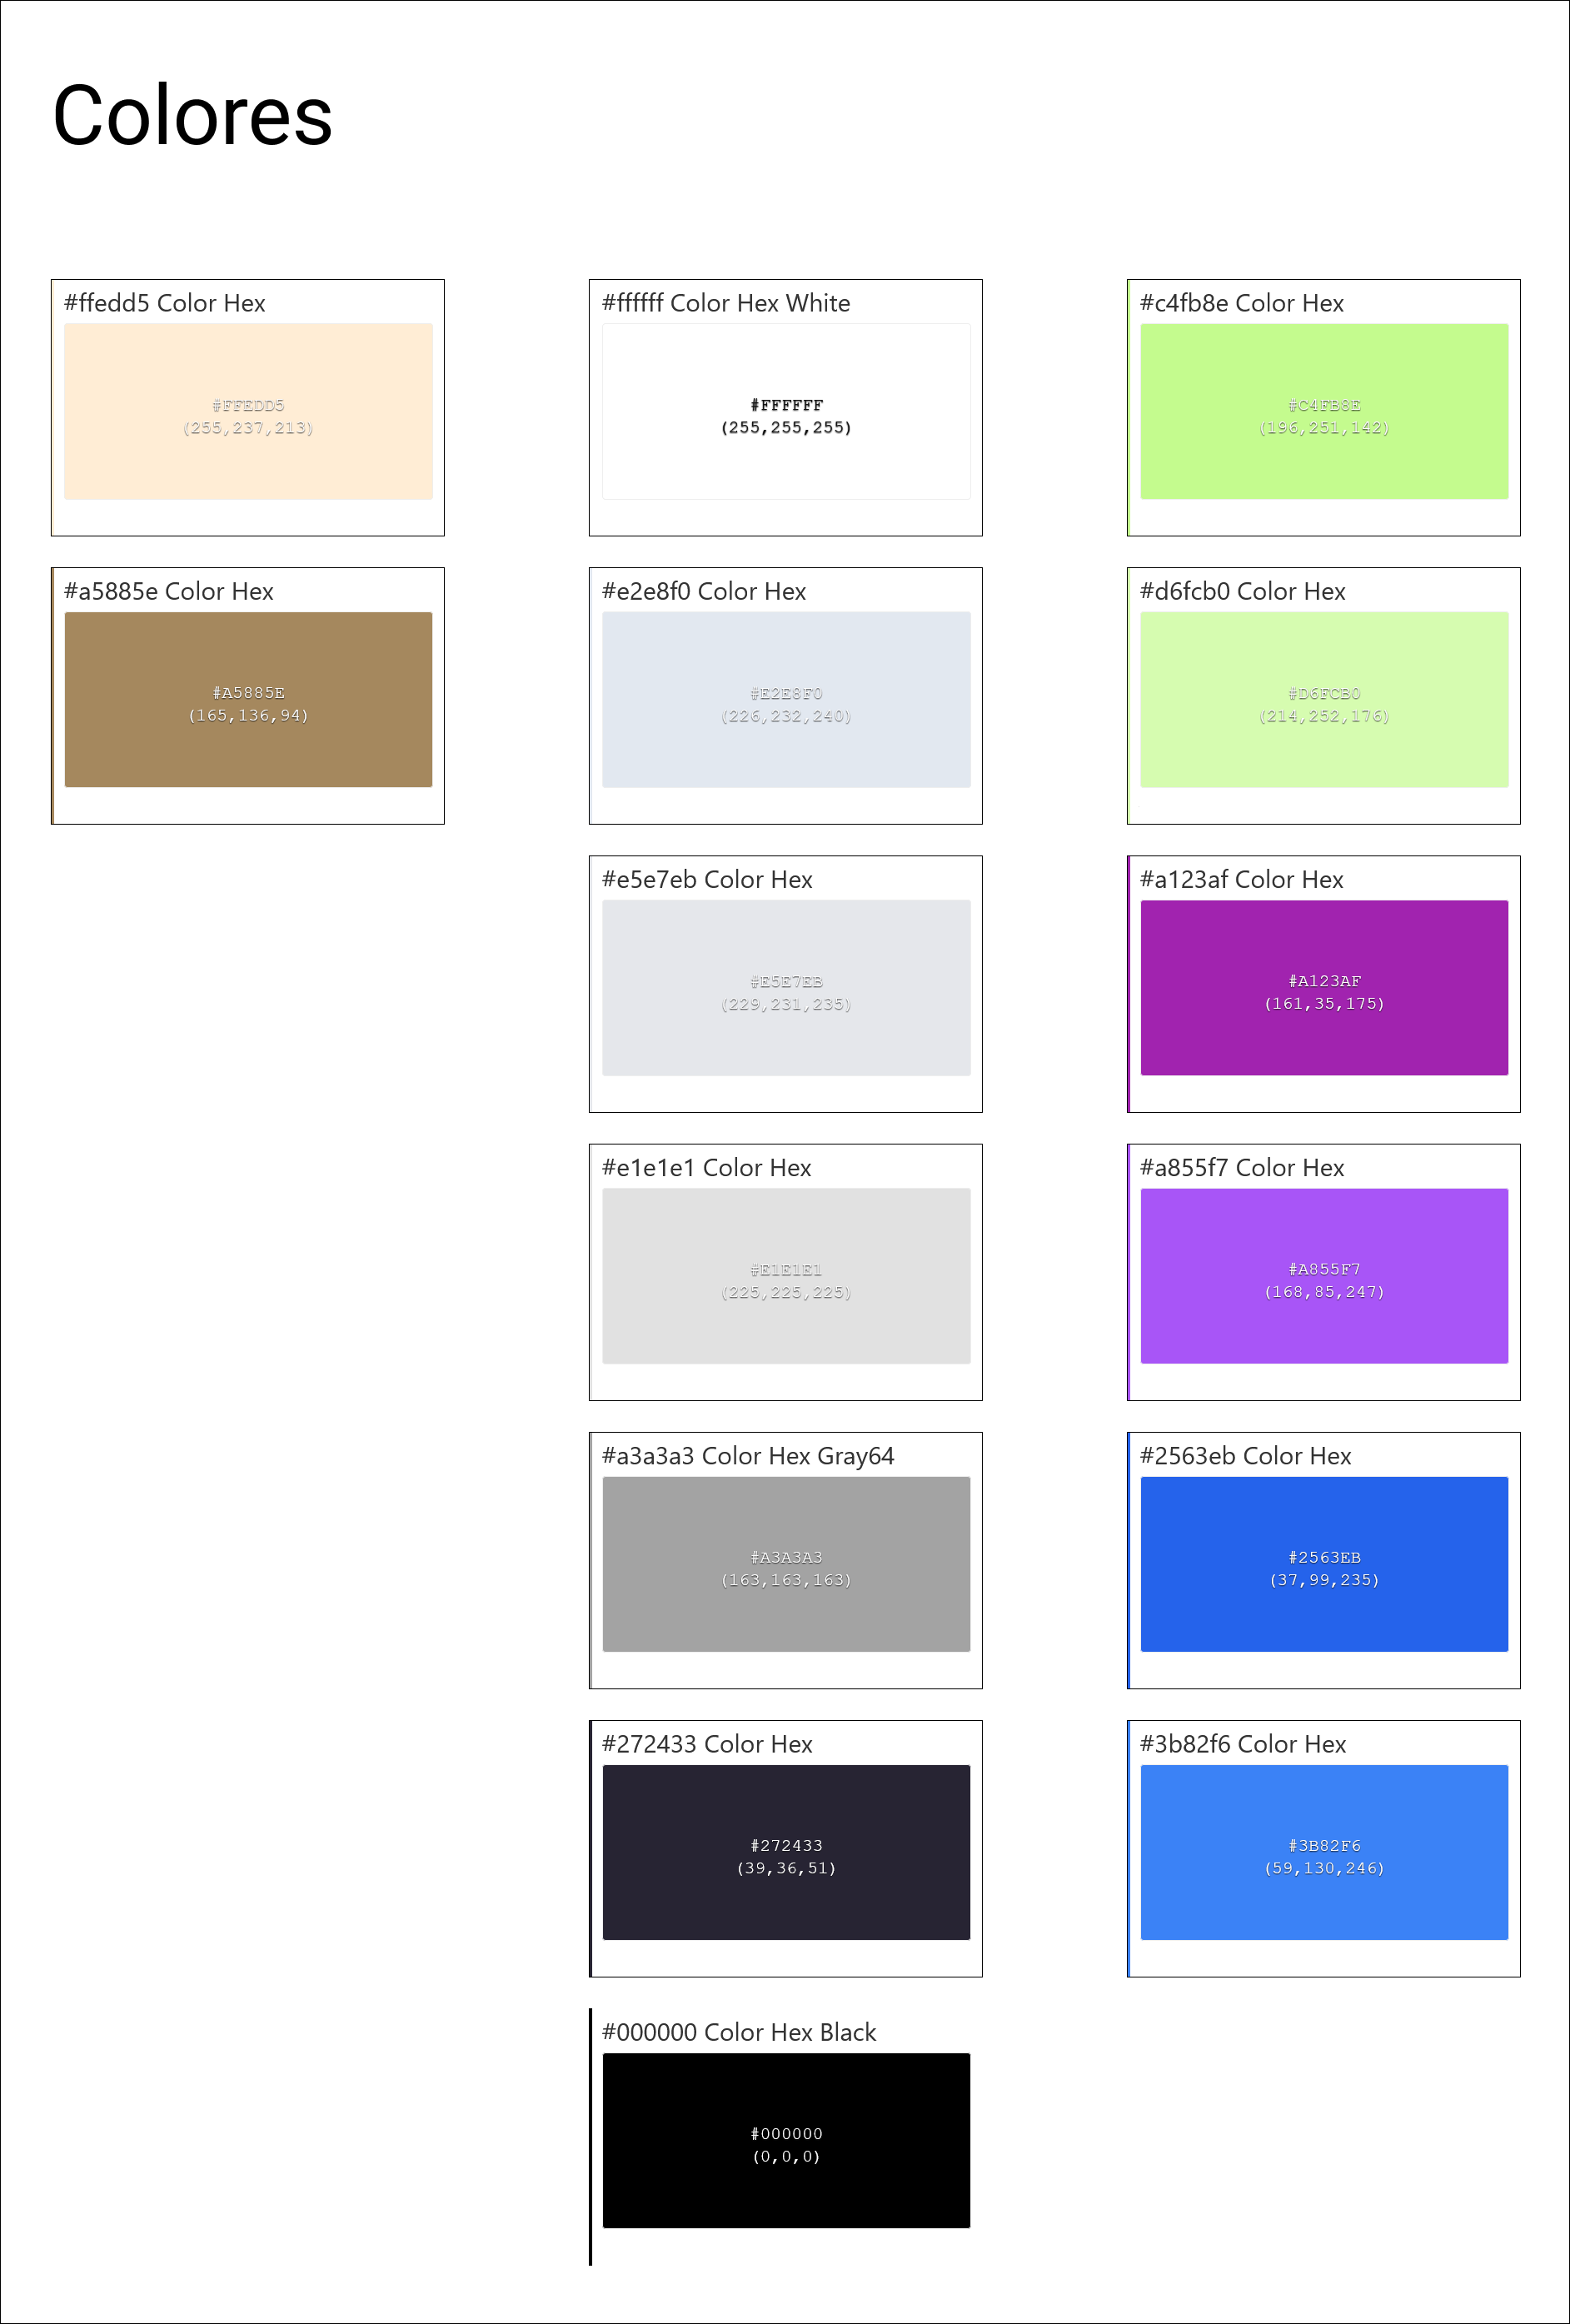 Colores
#ffedd5 Color Hex
#FFEDD5
(255,237,213)
#a5885e Color Hex
#A5885E
(165,136,94)
#ffffff Color Hex White
#FFFFFF
(255,255,255)
#e2e8f0 Color Hex
#E2E8F0
(226,232,240)
#e5e7eb Color Hex
#E5E7EB
(229,231,235)
#e1e1e1 Color Hex
#E1E1E1
(225,225,225)
#a3a3a3 Color Hex Gray64
#A3A3A3
(163,163,163)
#272433 Color Hex
#272433
(39,36,51)
#000000 Color Hex Black
#000000
(0,0,0)
#c4fb8e Color Hex
#C4FB8E
(196,251,142)
#d6fcb0 Color Hex
#D6FCB0
(214,252,176)
#a123af Color Hex
#A123AF
(161,35,175)
#a855f7 Color Hex
#A855F7
(168,85,247)
#2563eb Color Hex
#2563EB
(37,99,235)
#3b82f6 Color Hex
#3B82F6
(59,130,246)